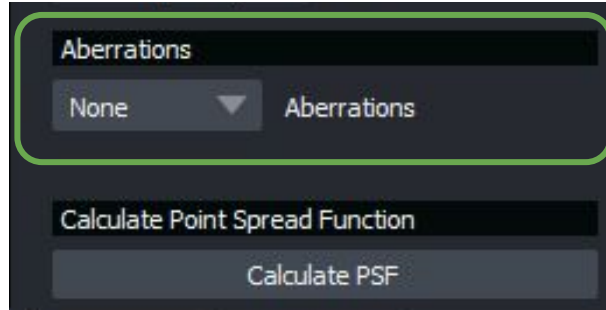 Aberrations
None Aberrations
Calculate Point Spread Function
Calculate PSF